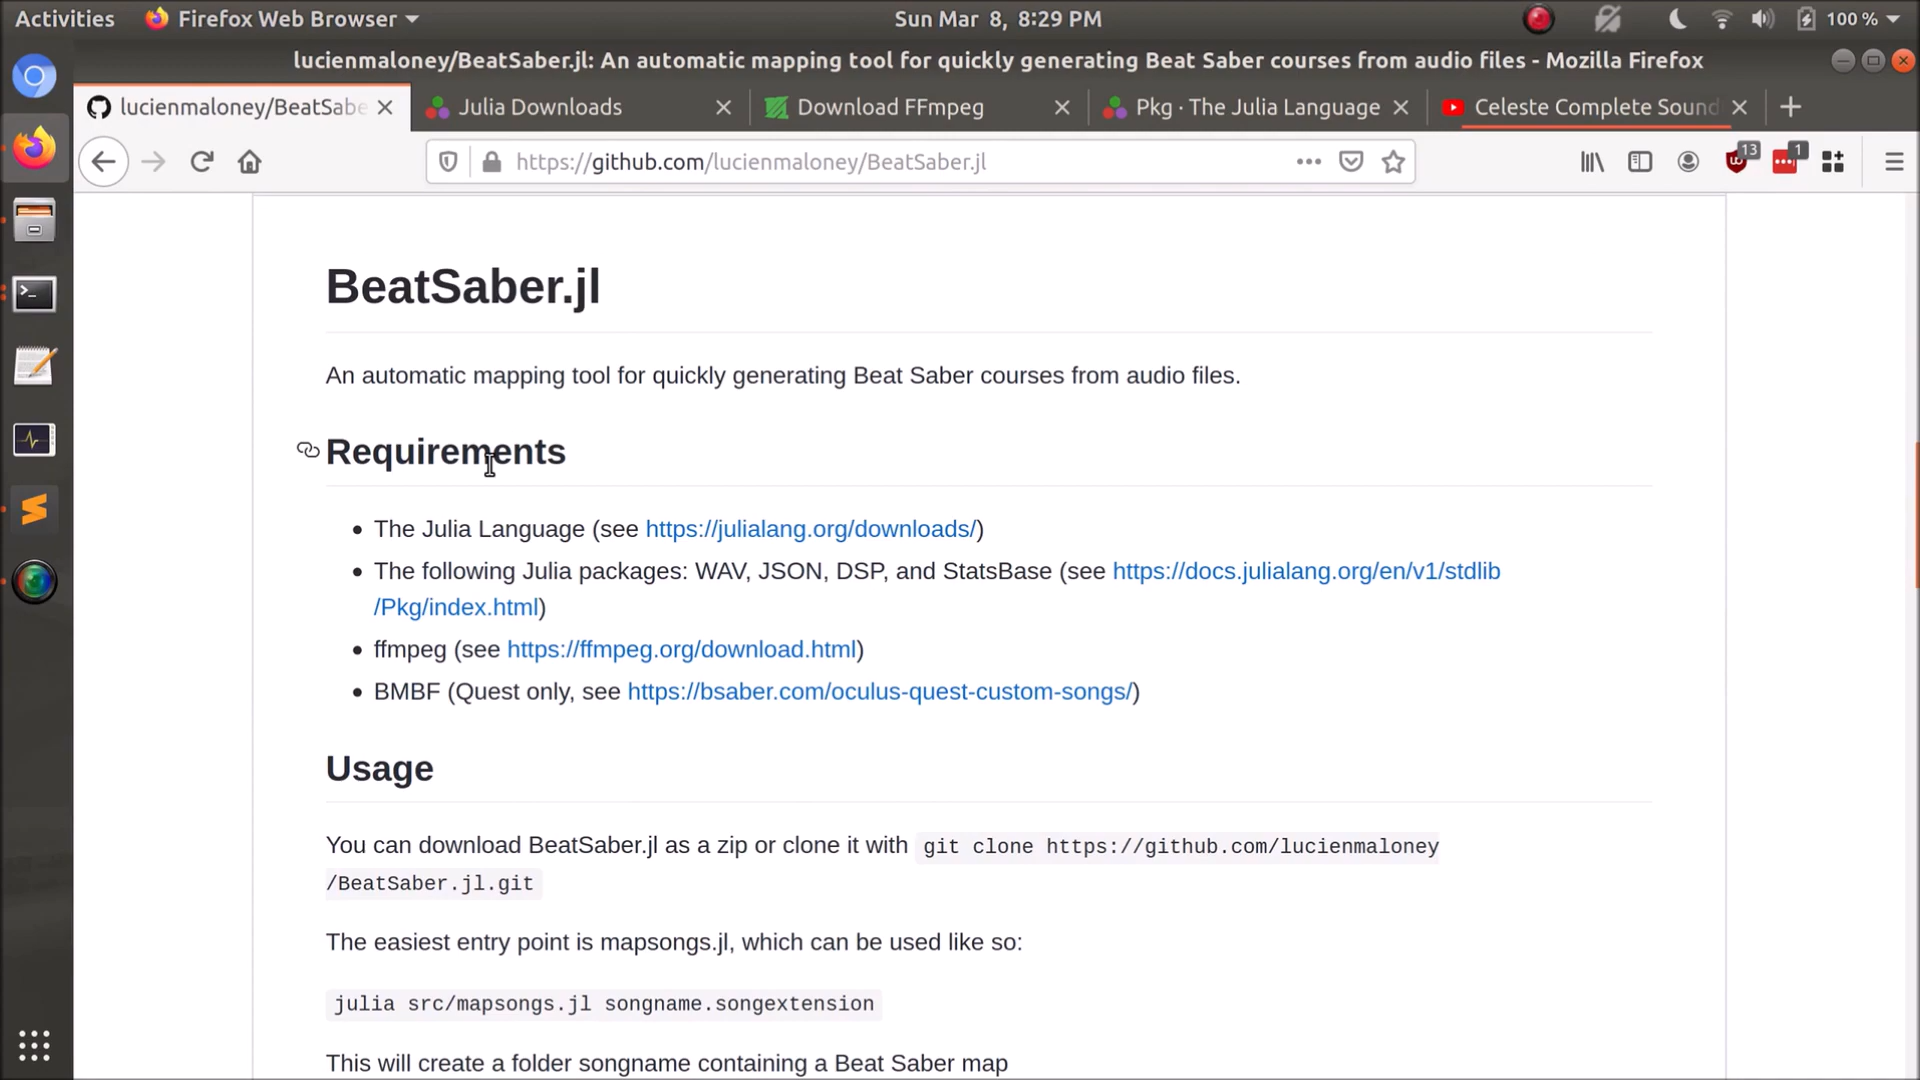 Activities
Firefox Web Browser
Sun Mar 8, 8:29 PM
100 %
lucienmaloney/BeatSaber.jl: An automatic mapping tool for quickly generating Beat Saber courses from audio files - Mozilla Firefox
lucienmaloney/BeatSabe
Julia Downloads
Download FFmpeg
Pkg · The Julia Language
Celeste Complete Sound
https://github.com/lucienmaloney/BeatSaber.jl
13
1
BeatSaber.jl
An automatic mapping tool for quickly generating Beat Saber courses from audio files.
Requirements
• The Julia Language (see https://julialang.org/downloads/)
• The following Julia packages: WAV, JSON, DSP, and StatsBase (see https://docs.julialang.org/en/v1/stdlib
/Pkg/index.html)
• ffmpeg (see https://ffmpeg.org/download.html)
• BMBF (Quest only, see https://bsaber.com/oculus-quest-custom-songs/)
Usage
You can download BeatSaber.jl as a zip or clone it with git clone https://github.com/lucienmaloney
/BeatSaber.jl.git
The easiest entry point is mapsongs.jl, which can be used like so:
julia src/mapsongs.jl songname.songextension
This will create a folder songname containing a Beat Saber map